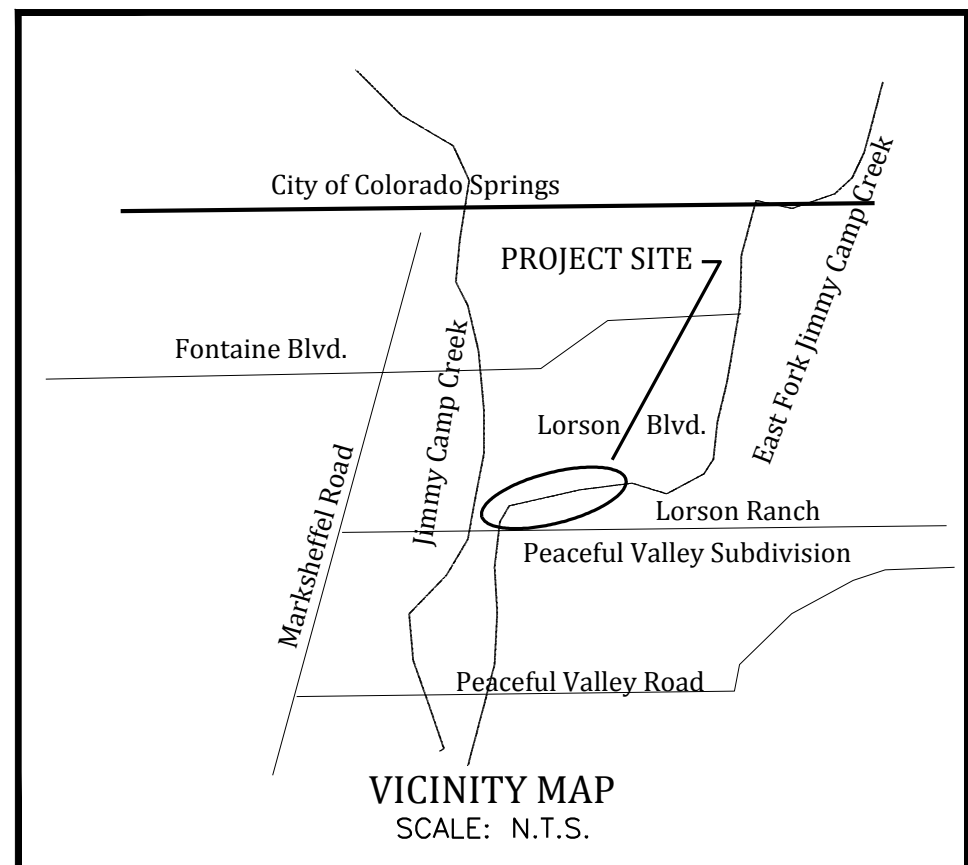 City of Colorado Springs
PROJECT SITE
East Fork Jimmy Camp Creek
Fontaine Blvd.
Jimmy Camp Creek
Lorson Blvd.
Marksheffel Road
Lorson Ranch
Peaceful Valley Subdivision
Peaceful Valley Road
VICINITY MAP
SCALE: N.T.S.